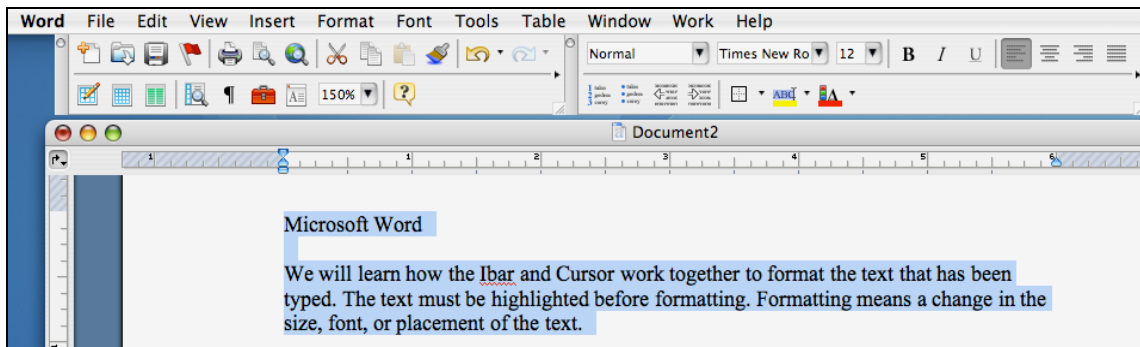 Word File Edit View Insert Format Font Tools Table Window Work Help
Normal Times New Ro 12 B I U
150% ABC A
Document2
1 1 2 3 4 5 6
Microsoft Word
We will learn how the Ibar and Cursor work together to format the text that has been
typed. The text must be highlighted before formatting. Formatting means a change in the
size, font, or placement of the text.